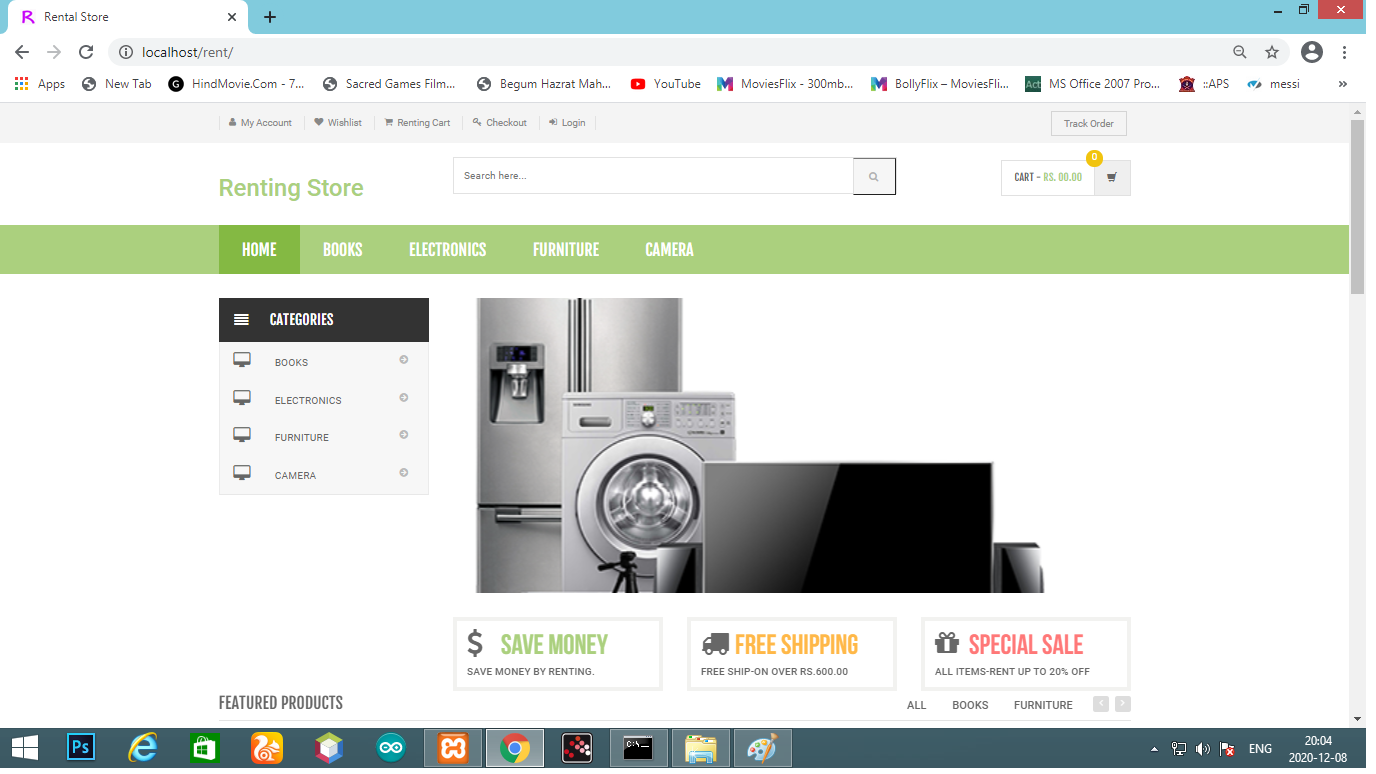 Rental Store
localhost/rent/
Apps New Tab HindMovie.Com - 7... Sacred Games Film... Begum Hazrat Mah... YouTube MoviesFlix - 300mb... BollyFlix – MoviesFli... MS Office 2007 Pro... ::APS messi »
My Account Wishlist Renting Cart Checkout Login Track Order
0
Renting Store Search here... CART - RS. 00.00
HOME BOOKS ELECTRONICS FURNITURE CAMERA
CATEGORIES
BOOKS
ELECTRONICS
FURNITURE
CAMERA
SAVE MONEY FREE SHIPPING SPECIAL SALE
SAVE MONEY BY RENTING. FREE SHIP-ON OVER RS.600.00 ALL ITEMS-RENT UP TO 20% OFF
FEATURED PRODUCTS ALL BOOKS FURNITURE
Ps ENG 20:04
2020-12-08